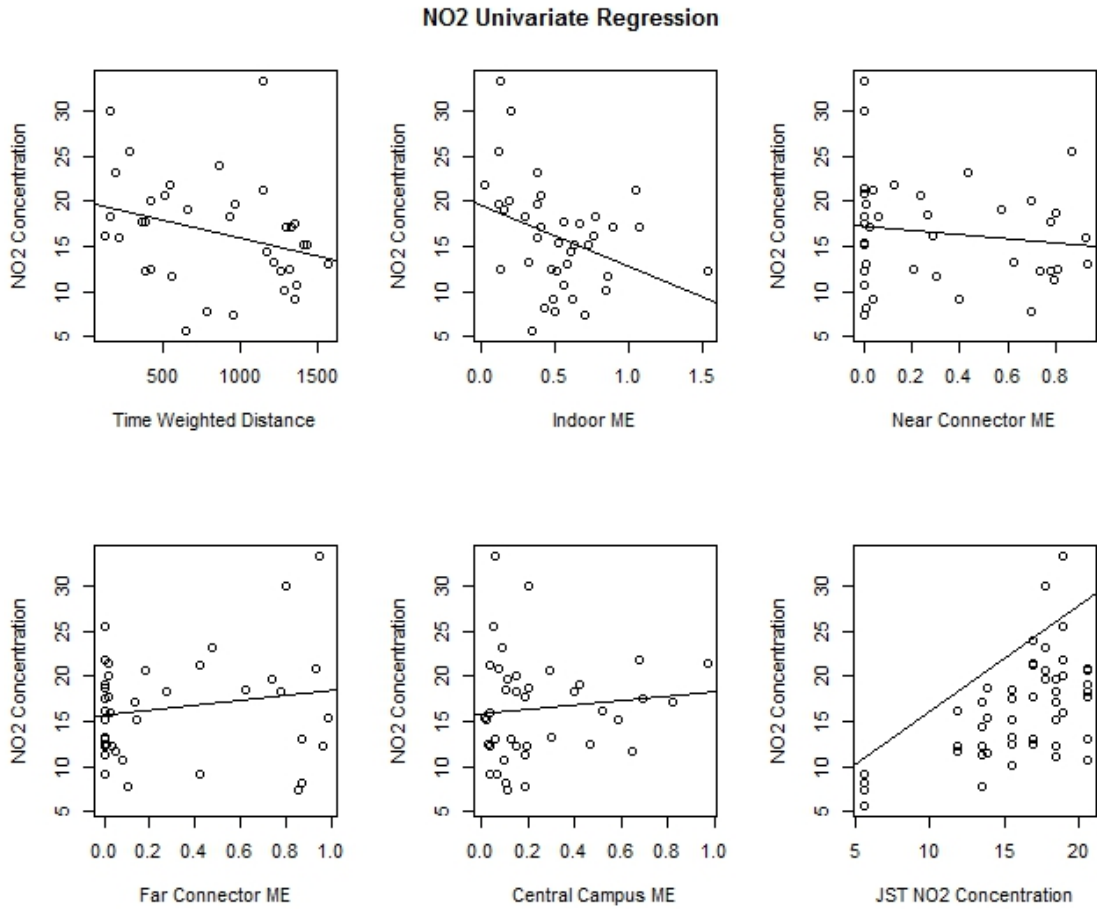 NO2 Univariate Regression
NO2 Concentration
5 10 15 20 25 30
500 1000 1500
Time Weighted Distance
NO2 Concentration
5 10 15 20 25 30
0.0 0.5 1.0 1.5
Indoor ME
NO2 Concentration
5 10 15 20 25 30
0.0 0.2 0.4 0.6 0.8
Near Connector ME
NO2 Concentration
5 10 15 20 25 30
0.0 0.2 0.4 0.6 0.8 1.0
Far Connector ME
NO2 Concentration
5 10 15 20 25 30
0.0 0.2 0.4 0.6 0.8 1.0
Central Campus ME
NO2 Concentration
5 10 15 20 25 30
5 10 15 20
JST NO2 Concentration